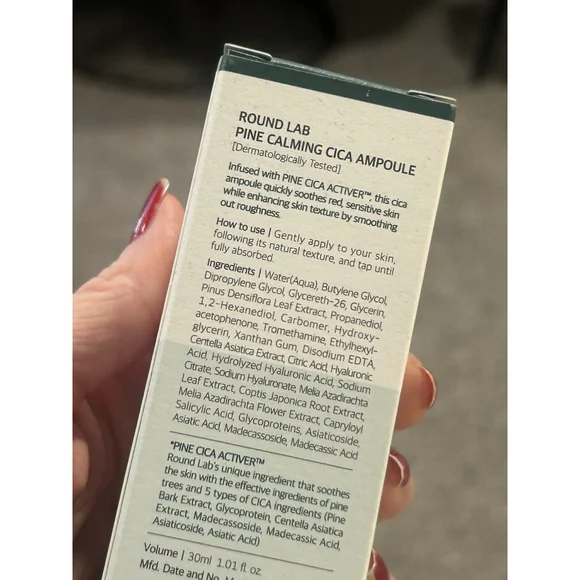 ROUND LAB
PINE CALMING CICA AMPOULE
[Dermatologically Tested]
Infused with PINE CICA ACTIVER™, this cica
ampoule quickly soothes red, sensitive skin
while enhancing skin texture by smoothing
out roughness.
How to use | Gently apply to your skin,
following its natural texture, and tap until
fully absorbed.
Ingredients | Water(Aqua), Butylene Glycol,
Dipropylene Glycol, Glycereth-26, Glycerin,
Pinus Densiflora Leaf Extract, Propanediol,
1,2-Hexanediol, Carbomer, Hydroxy-
acetophenone, Tromethamine, Ethylhexyl-
glycerin, Xanthan Gum, Disodium EDTA,
Centella Asiatica Extract, Citric Acid, Hyaluronic
Acid, Hydrolyzed Hyaluronic Acid, Sodium
Citrate, Sodium Hyaluronate, Melia Azadirachta
Leaf Extract, Coptis Japonica Root Extract,
Melia Azadirachta Flower Extract, Capryloyl
Salicylic Acid, Glycoproteins, Asiaticoside,
Asiatic Acid, Madecassoside, Madecassic Acid
*PINE CICA ACTIVER™
Round Lab's unique ingredient that soothes
the skin with the effective ingredients of pine
trees and 5 types of CICA ingredients (Pine
Bark Extract, Glycoprotein, Centella Asiatica
Extract, Madecassoside, Madecassic Acid,
Asiaticoside, Asiatic Acid)
Volume | 30ml 1.01 fl. oz.
Mfd. Date and No.